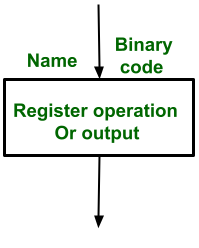 Name
Binary
code
Register operation
Or output